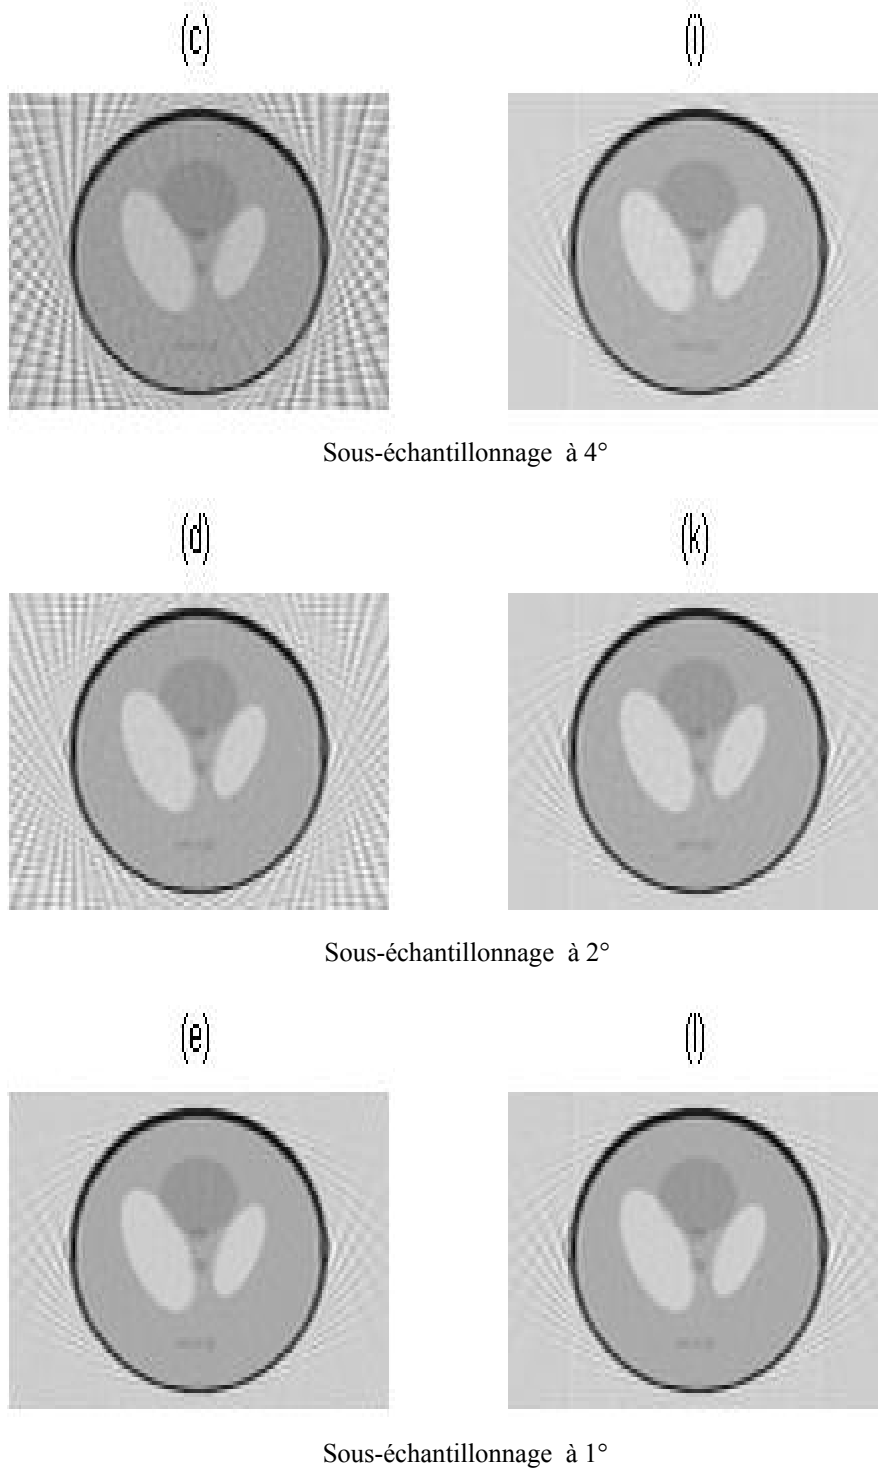 (c) (i)
Sous-échantillonnage à 4°
(d) (k)
Sous-échantillonnage à 2°
(e) (l)
Sous-échantillonnage à 1°